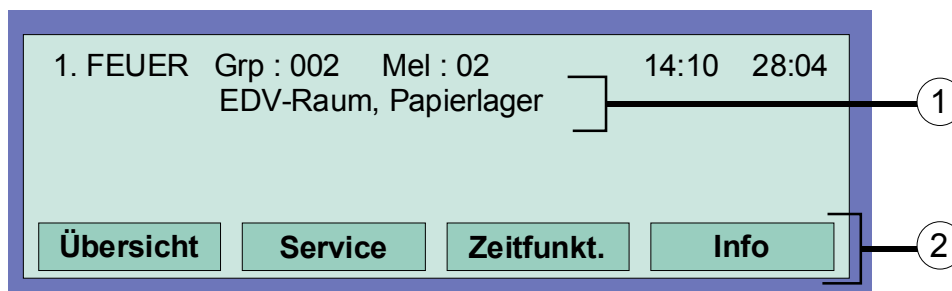 1. FEUER Grp : 002 Mel : 02 14:10 28:04
EDV-Raum, Papierlager
1
Übersicht Service Zeitfunkt. Info
2